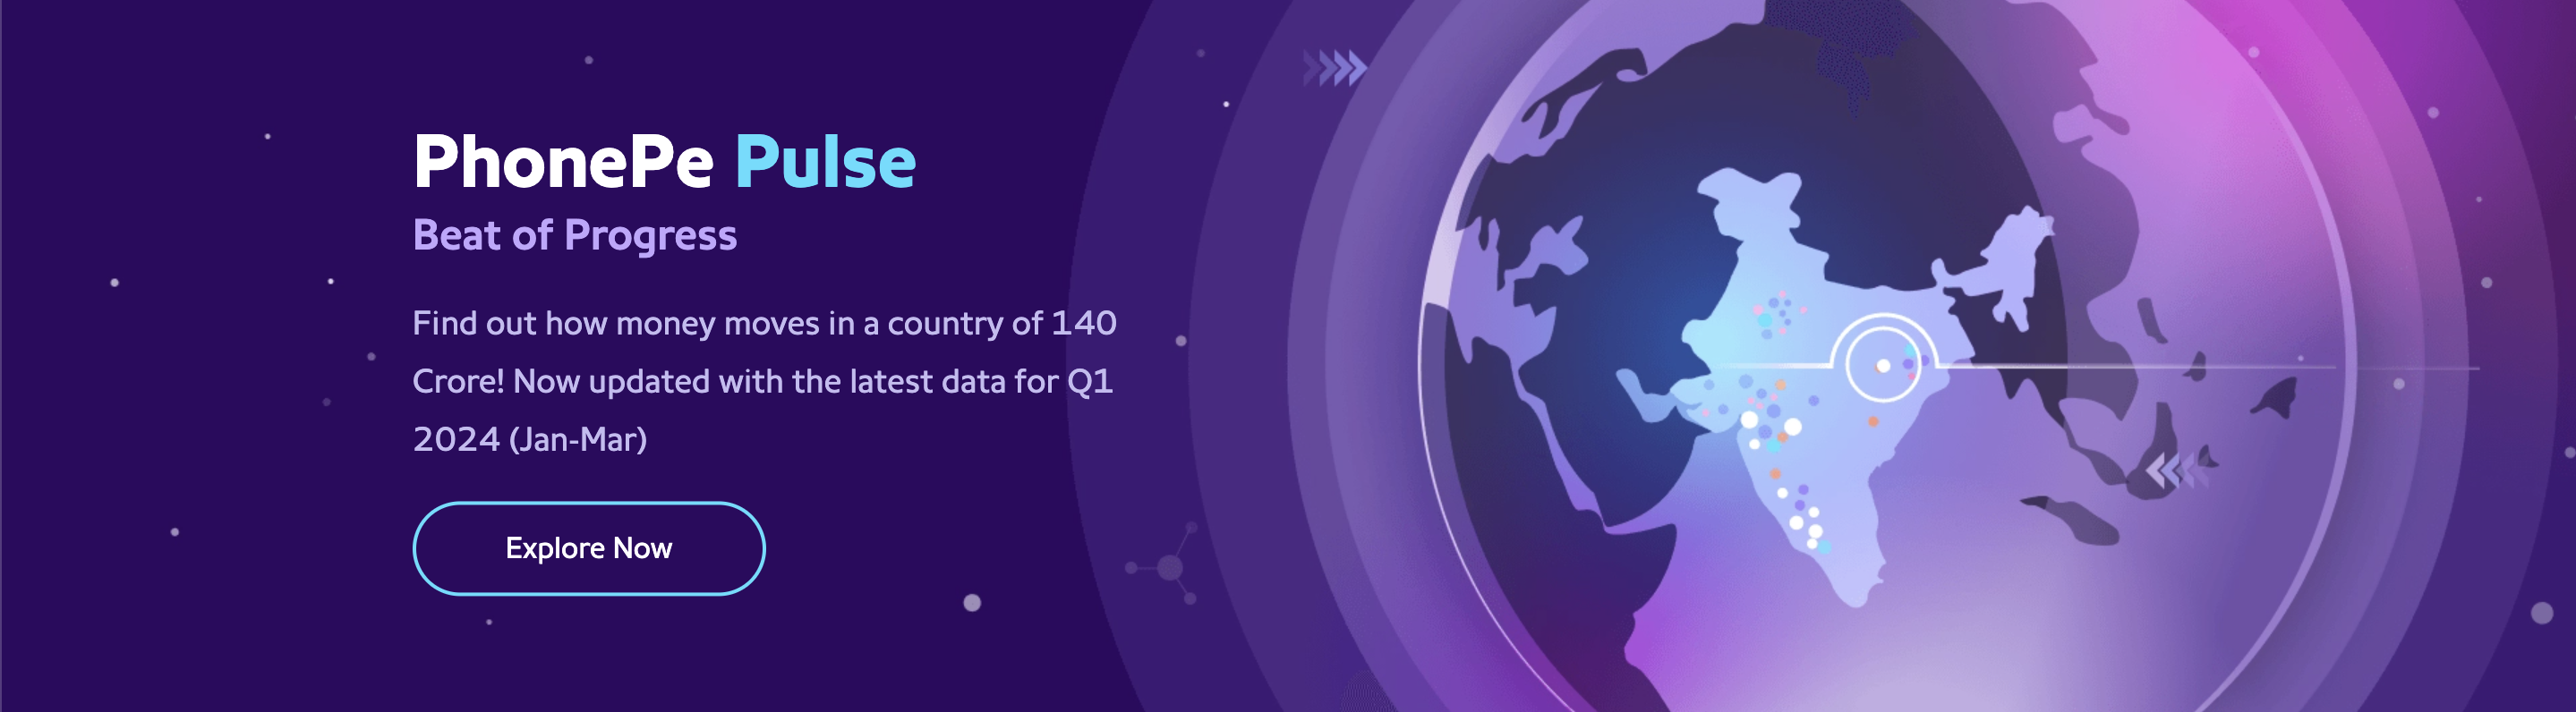 PhonePe Pulse
Beat of Progress
Find out how money moves in a country of 140
Crore! Now updated with the latest data for Q1
2024 (Jan-Mar)
Explore Now